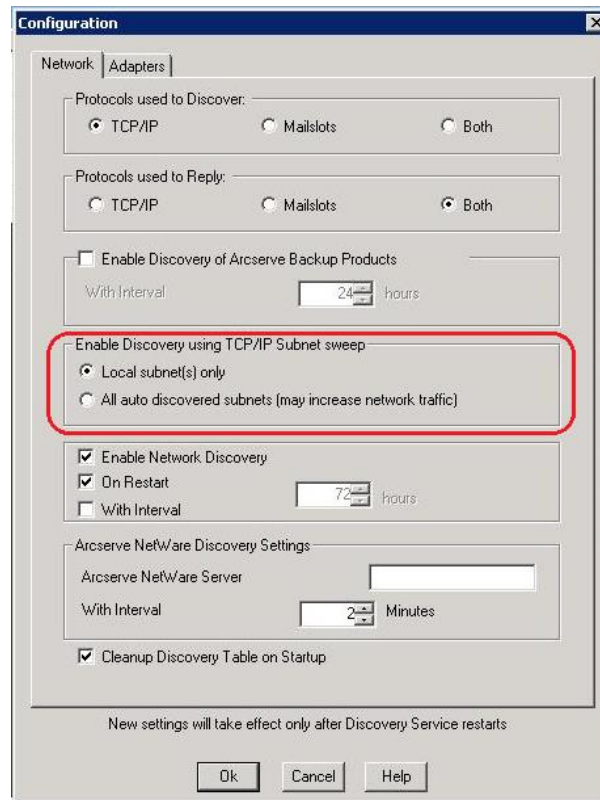 Configuration
Network Adapters
Protocols used to Discover:
TCP/IP Mailslots Both
Protocols used to Reply:
TCP/IP Mailslots Both
Enable Discovery of Arcserve Backup Products
With Interval 24 hours
Enable Discovery using TCP/IP Subnet sweep
Local subnet(s) only
All auto discovered subnets (may increase network traffic)
Enable Network Discovery
On Restart
72 hours
With Interval
Arcserve NetWare Discovery Settings
Arcserve NetWare Server
With Interval 2 Minutes
Cleanup Discovery Table on Startup
New settings will take effect only after Discovery Service restarts
Ok Cancel Help